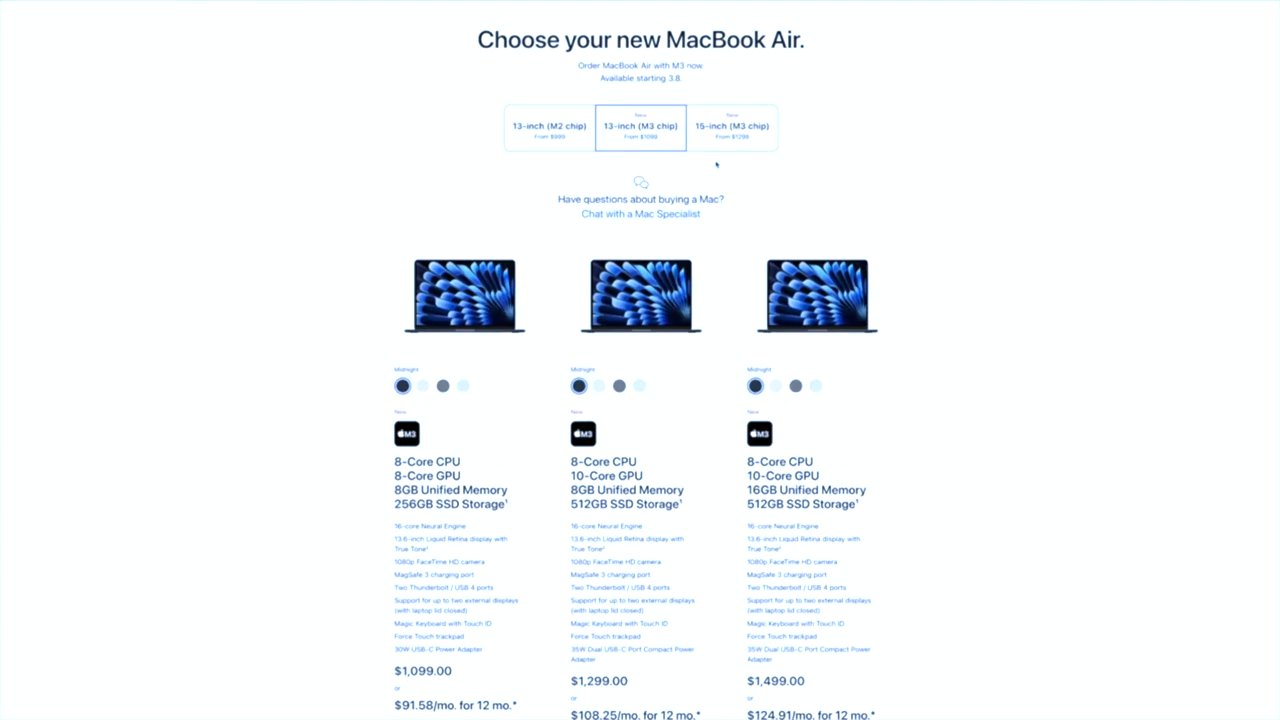 Choose your new MacBook Air.
Order MacBook Air with M3 now.
Available starting 3.8.
13-inch (M2 chip)
From $999
New
13-inch (M3 chip)
From $1099
New
15-inch (M3 chip)
From $1299
Have questions about buying a Mac?
Chat with a Mac Specialist
Midnight
New
M3
8-Core CPU
8-Core GPU
8GB Unified Memory
256GB SSD Storage¹
16-core Neural Engine
13.6-inch Liquid Retina display with
True Tone²
1080p FaceTime HD camera
MagSafe 3 charging port
Two Thunderbolt / USB 4 ports
Support for up to two external displays
(with laptop lid closed)
Magic Keyboard with Touch ID
Force Touch trackpad
30W USB-C Power Adapter
$1,099.00
or
$91.58/mo. for 12 mo.*
Midnight
New
M3
8-Core CPU
10-Core GPU
8GB Unified Memory
512GB SSD Storage¹
16-core Neural Engine
13.6-inch Liquid Retina display with
True Tone²
1080p FaceTime HD camera
MagSafe 3 charging port
Two Thunderbolt / USB 4 ports
Support for up to two external displays
(with laptop lid closed)
Magic Keyboard with Touch ID
Force Touch trackpad
35W Dual USB-C Port Compact Power
Adapter
$1,299.00
or
$108.25/mo. for 12 mo.*
Midnight
New
M3
8-Core CPU
10-Core GPU
16GB Unified Memory
512GB SSD Storage¹
16-core Neural Engine
13.6-inch Liquid Retina display with
True Tone²
1080p FaceTime HD camera
MagSafe 3 charging port
Two Thunderbolt / USB 4 ports
Support for up to two external displays
(with laptop lid closed)
Magic Keyboard with Touch ID
Force Touch trackpad
35W Dual USB-C Port Compact Power
Adapter
$1,499.00
or
$124.91/mo. for 12 mo.*